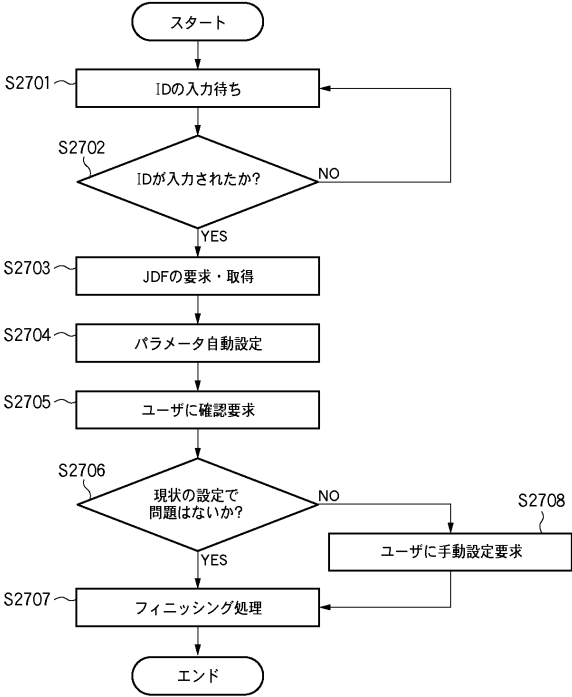 スタート
S2701
IDの入力待ち
S2702
IDが入力されたか?
NO
YES
S2703
JDFの要求・取得
S2704
パラメータ自動設定
S2705
ユーザに確認要求
S2706
現状の設定で
問題はないか?
NO
YES
S2708
ユーザに手動設定要求
S2707
フィニッシング処理
エンド